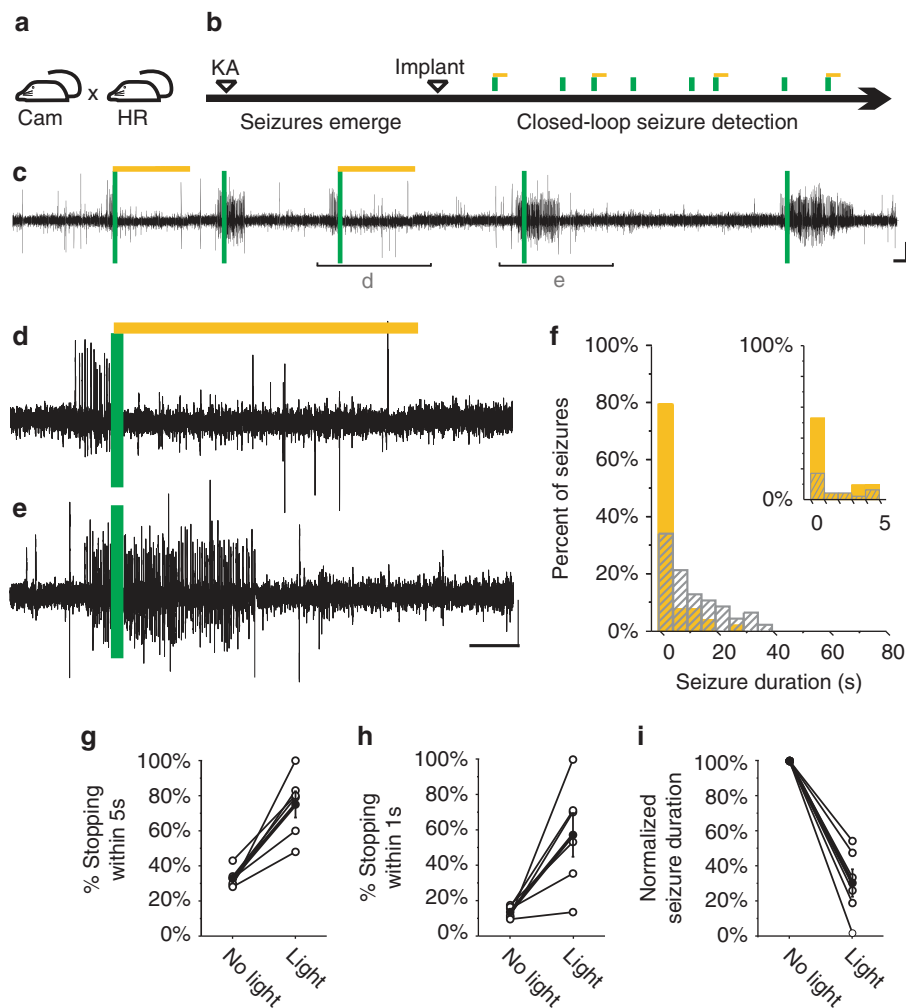 a
b
KA
Implant
Cam x HR
Seizures emerge
Closed-loop seizure detection
c
d
e
d
e
f
100%
80%
60%
40%
20%
0%
Percent of seizures
0 20 40 60 80
Seizure duration (s)
100%
0%
0 5
g
100%
80%
60%
40%
20%
0%
% Stopping
within 5s
No light
Light
h
100%
80%
60%
40%
20%
0%
% Stopping
within 1s
No light
Light
i
100%
80%
60%
40%
20%
0%
Normalized
seizure duration
No light
Light